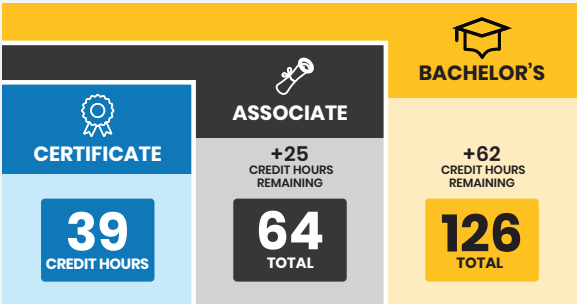 CERTIFICATE
39
CREDIT HOURS
ASSOCIATE
+25
CREDIT HOURS
REMAINING
64
TOTAL
BACHELOR'S
+62
CREDIT HOURS
REMAINING
126
TOTAL